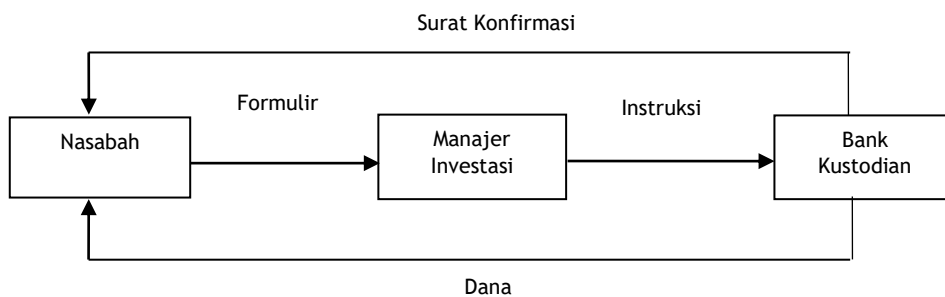 Surat Konfirmasi
Formulir
Instruksi
Nasabah
Manajer
Investasi
Bank
Kustodian
Dana